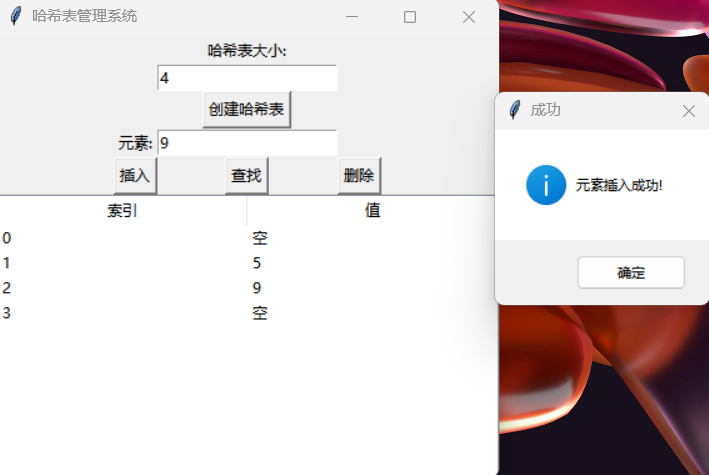 哈希表管理系统
哈希表大小:
4
创建哈希表
元素: 9
插入 查找 删除
索引 值
0 空
1 5
2 9
3 空
成功
元素插入成功!
确定